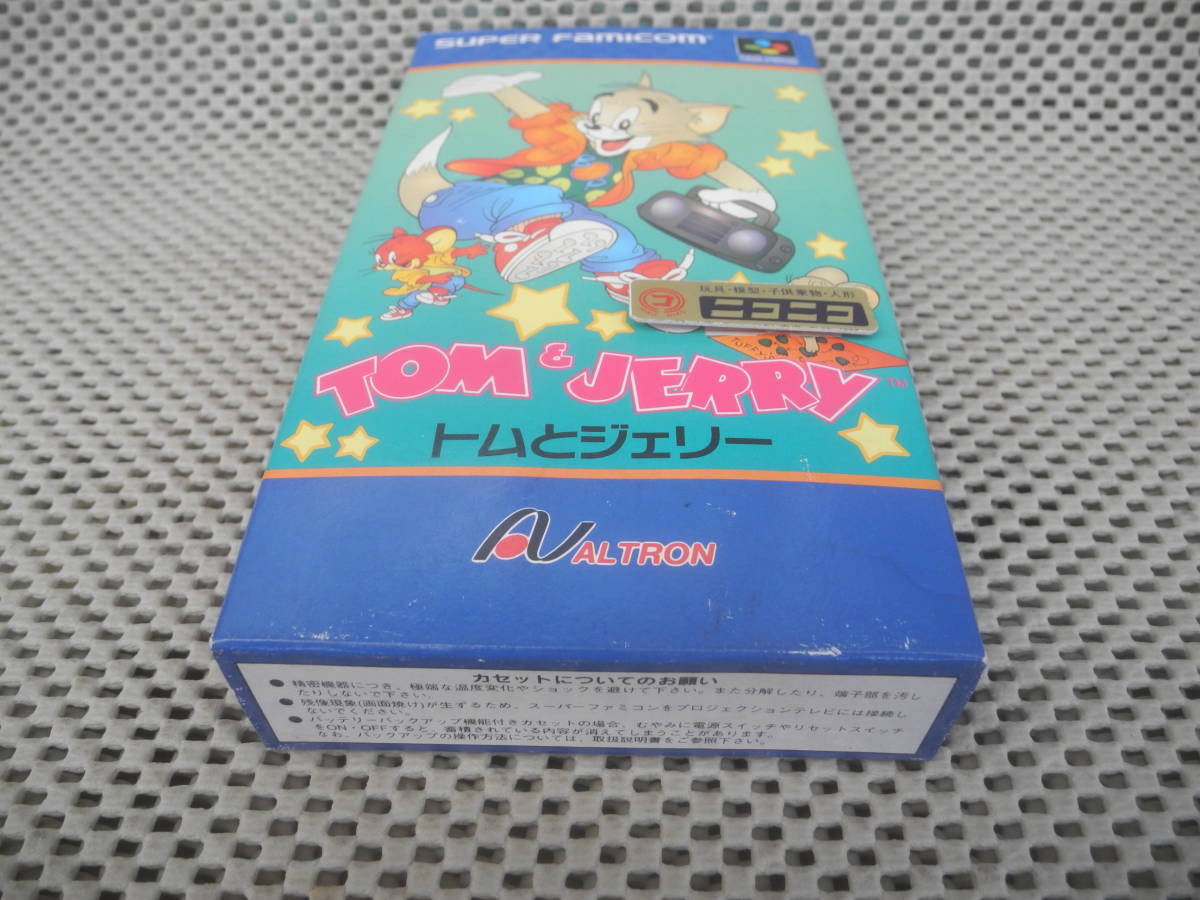 SUPER FAMICOM
玩具・模型・子供乗物・人形
ニコニコ
TOM & JERRY™
トムとジェリー
ALTRON
カセットについてのお願い
● 精密機器につき、極端な温度変化やショックを避けて下さい。また分解したり、端子部を汚し
たりしないで下さい。
● 残像現象(画面焼け)が生ずるため、スーパーファミコンをプロジェクションテレビには接続し
ないでください。
● バッテリーバックアップ機能付きカセットの場合、むやみに電源スイッチやリセットスイッチ
をON・OFFすると、蓄積されている内容が消えてしまうことがあります。
なお、バックアップの操作方法については、取扱説明書をご参照下さい。